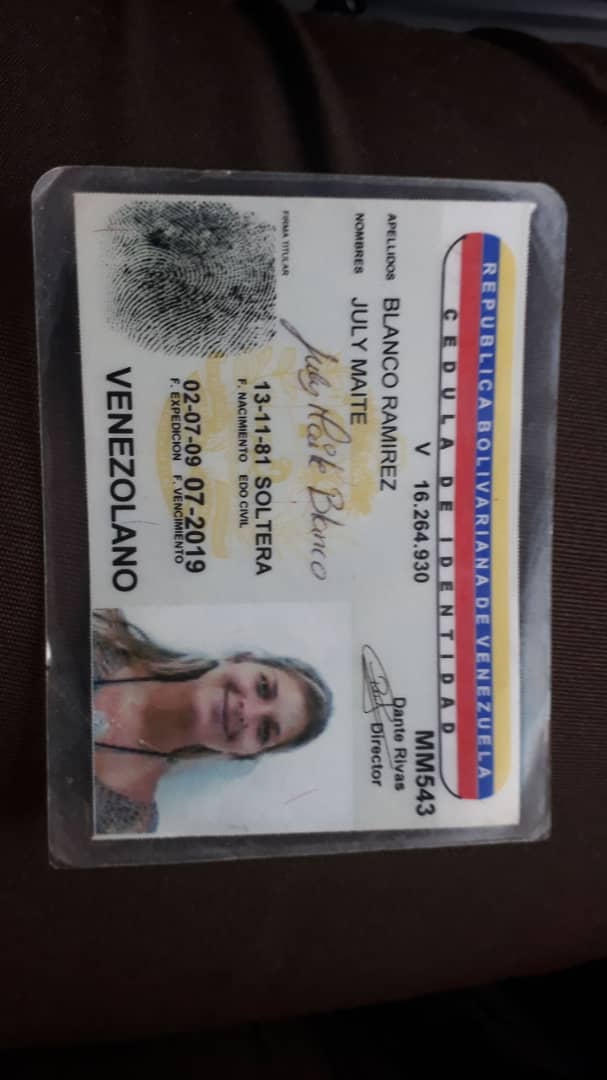 REPUBLICA BOLIVARIANA DE VENEZUELA
CEDULA DE IDENTIDAD
V 16.264.930
MM543
APELLIDOS BLANCO RAMIREZ
Dante Rivas
Director
NOMBRES JULY MAITE
FIRMA TITULAR
July Maite Blanco
13-11-81 SOLTERA
F. NACIMIENTO EDO CIVIL
02-07-09 07-2019
F. EXPEDICION F. VENCIMIENTO
VENEZOLANO